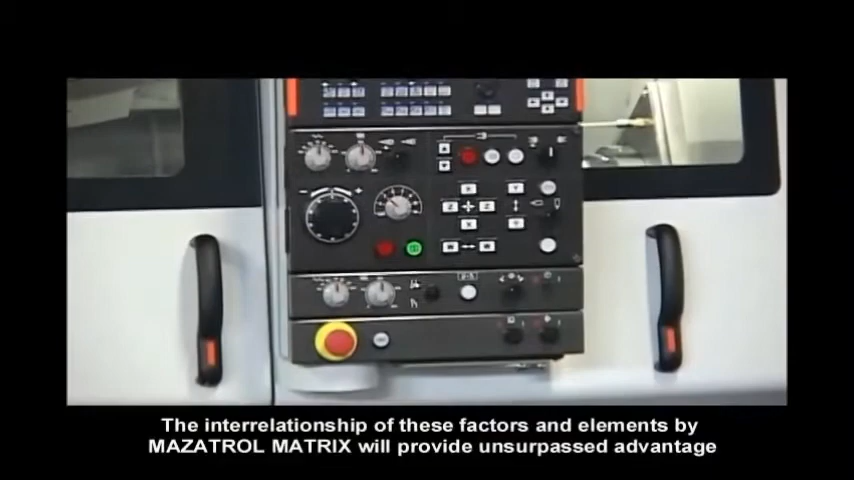 The interrelationship of these factors and elements by
MAZATROL MATRIX will provide unsurpassed advantage